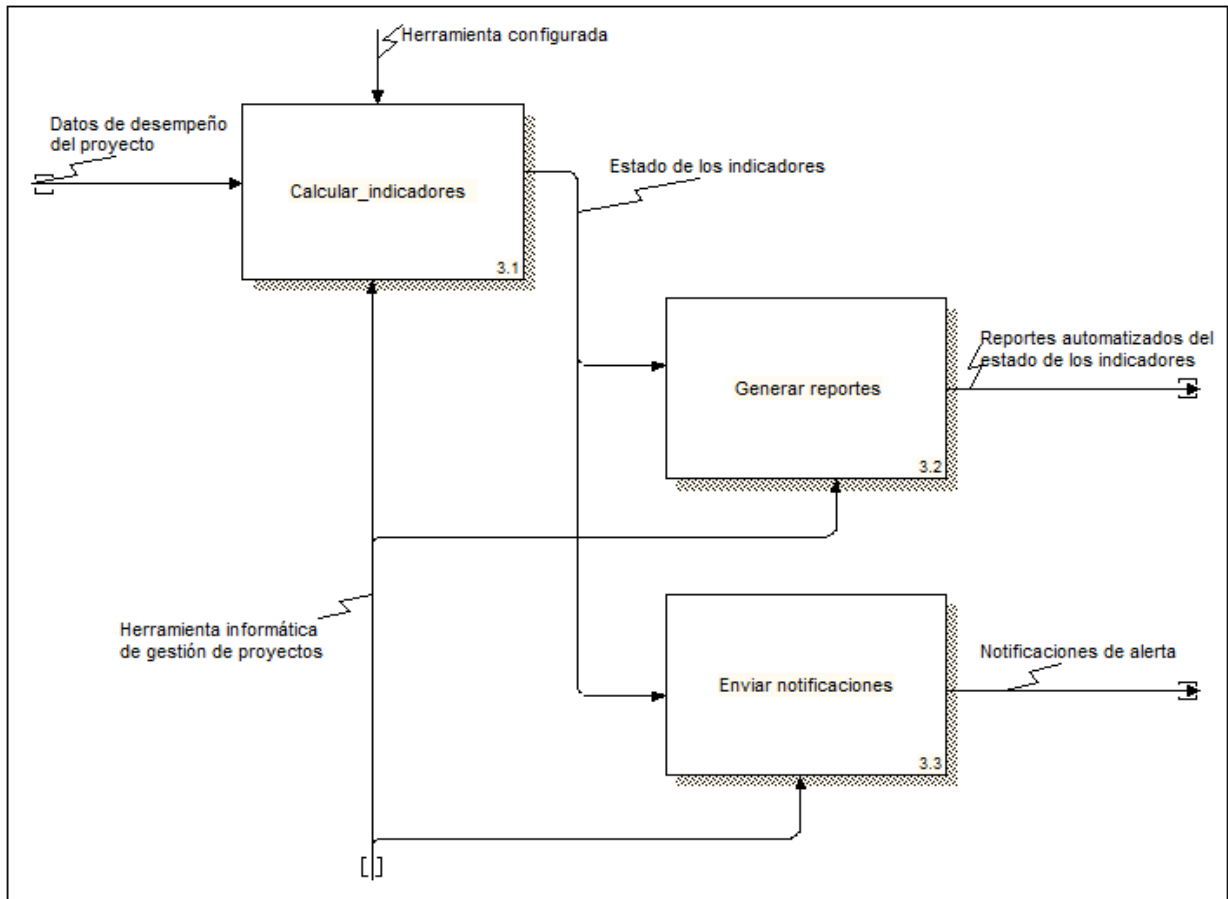 Herramienta configurada
Datos de desempeño
del proyecto
Calcular_indicadores
3.1
Estado de los indicadores
Generar reportes
3.2
Reportes automatizados del
estado de los indicadores
Herramienta informática
de gestión de proyectos
Enviar notificaciones
3.3
Notificaciones de alerta